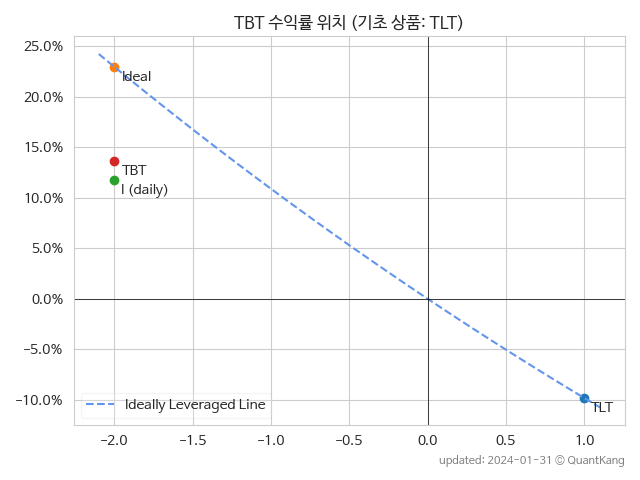 TBT 수익률 위치 (기초 상품: TLT)
25.0%
20.0%
15.0%
10.0%
5.0%
0.0%
−5.0%
−10.0%
Ideal
TBT
I (daily)
TLT
Ideally Leveraged Line
−2.0 −1.5 −1.0 −0.5 0.0 0.5 1.0
updated: 2024-01-31 © QuantKang